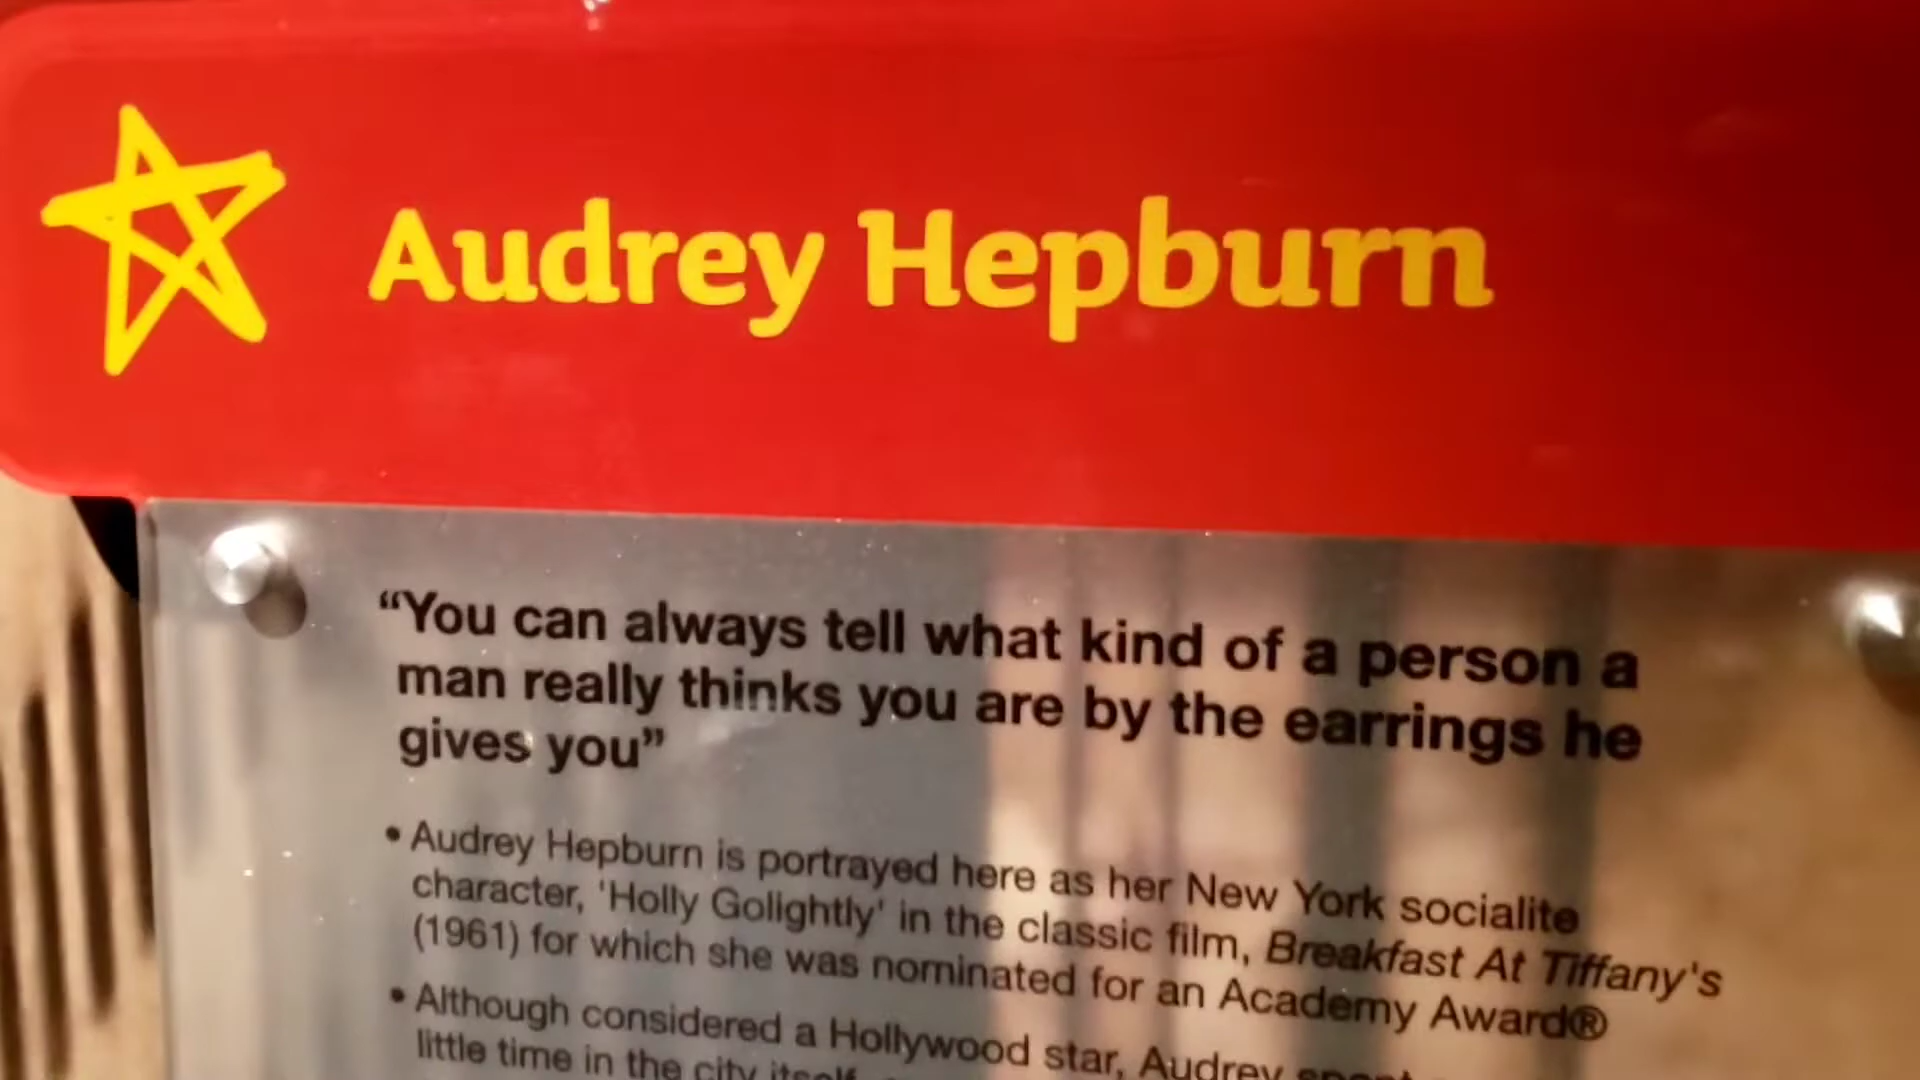 Audrey Hepburn
“You can always tell what kind of a person a
man really thinks you are by the earrings he
gives you”
• Audrey Hepburn is portrayed here as her New York socialite
character, 'Holly Golightly' in the classic film, Breakfast At Tiffany's
(1961) for which she was nominated for an Academy Award®
• Although considered a Hollywood star, Audrey spent
little time in the city itself